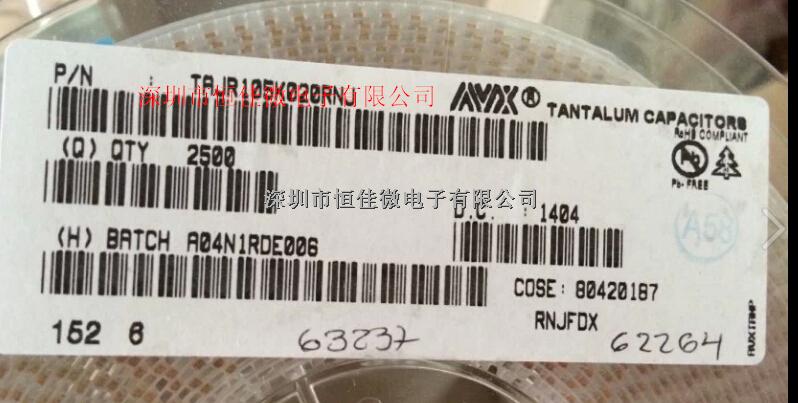 P/N : TAJR105K020RNJ
深圳市恒佳微电子有限公司
AVX ® TANTALUM CAPACITORS
RoHS COMPLIANT
(Q) QTY 2500
Pb-FREE
深圳市恒佳微电子有限公司
D.C. : 1404
A58
(H) BATCH A04N1RDE006
COSE: 80420187
RNJFDX
152 6
63237
62264